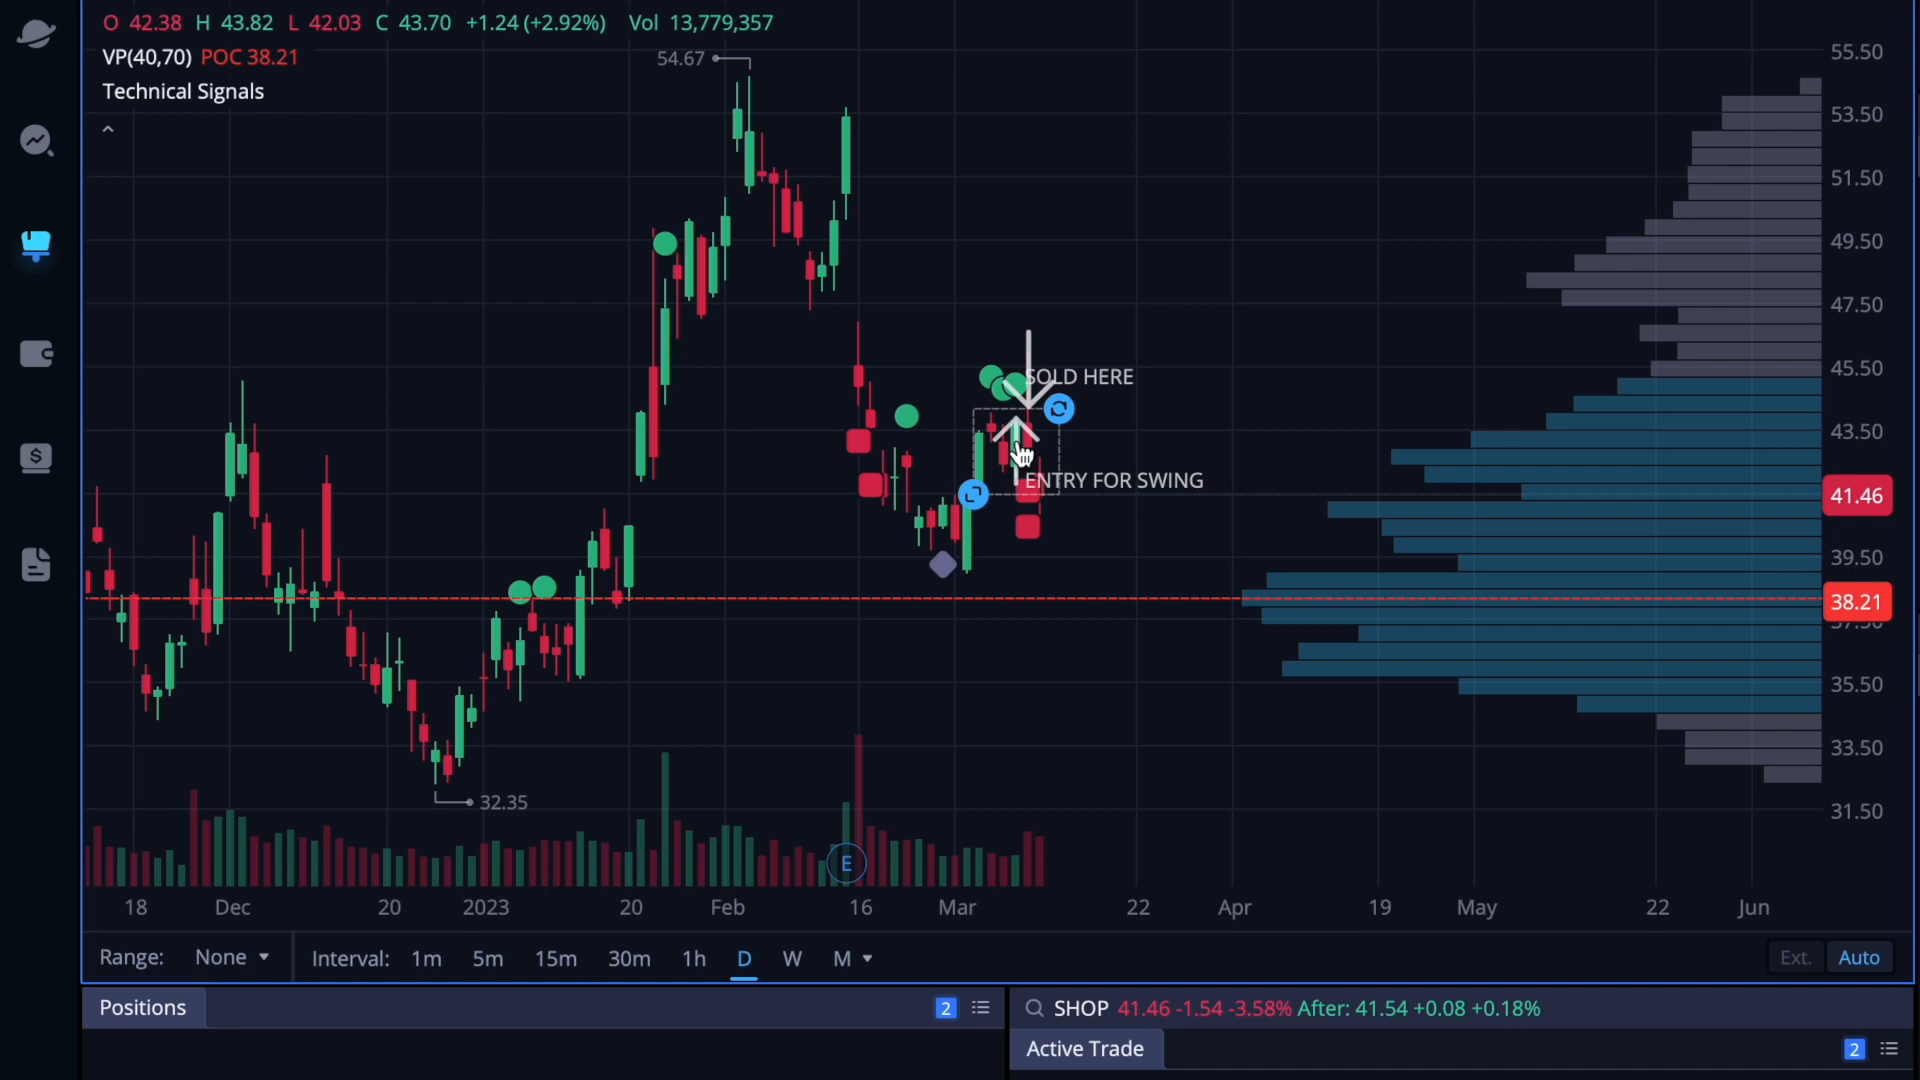 O 42.38 H 43.82 L 42.03 C 43.70 +1.24 (+2.92%) Vol 13,779,357
VP(40,70) POC 38.21
Technical Signals
54.67
SOLD HERE
ENTRY FOR SWING
32.35
E
55.50
53.50
51.50
49.50
47.50
45.50
43.50
41.46
39.50
38.21
37.50
35.50
33.50
31.50
18 Dec 20 2023 20 Feb 16 Mar 22 Apr 19 May 22 Jun
Range: None Interval: 1m 5m 15m 30m 1h D W M Ext. Auto
Positions 2
SHOP 41.46 -1.54 -3.58% After: 41.54 +0.08 +0.18%
Active Trade 2